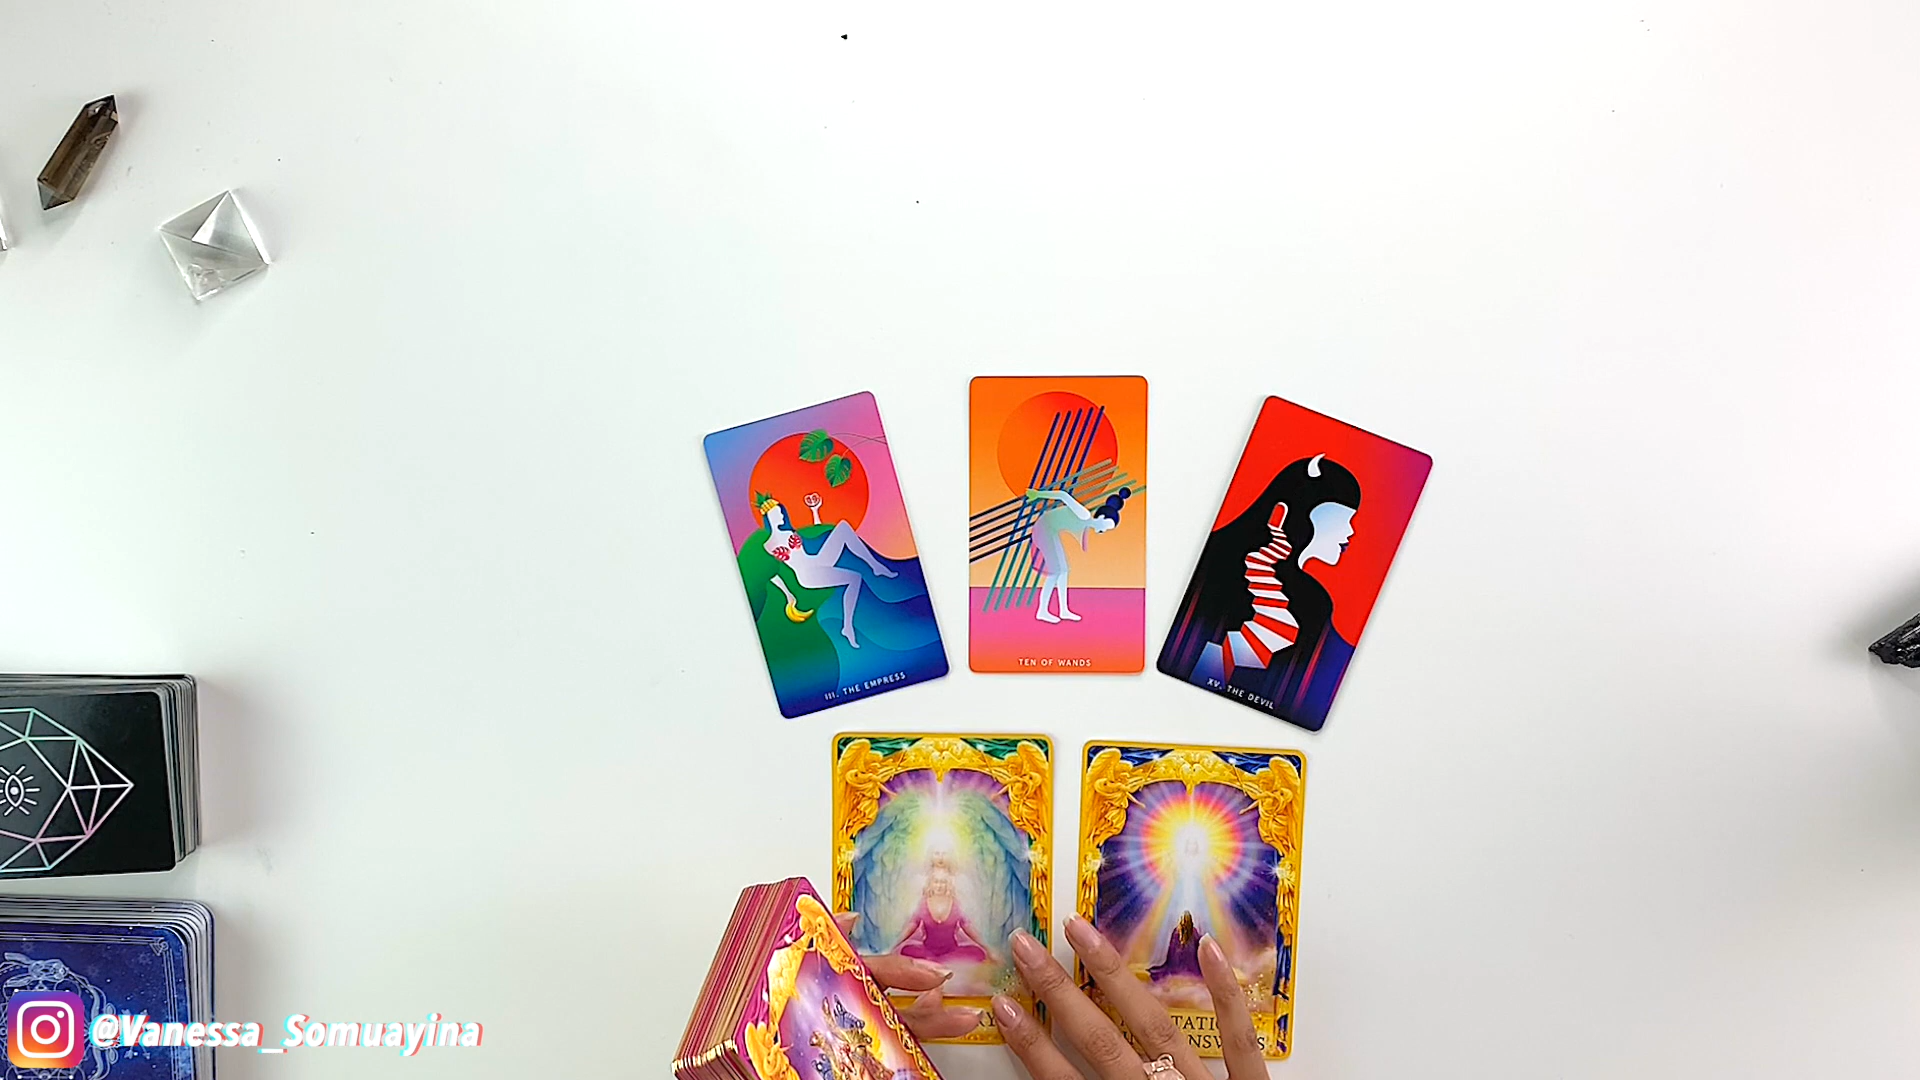 III. THE EMPRESS
TEN OF WANDS
XV. THE DEVIL
@Vanessa_Somuayina